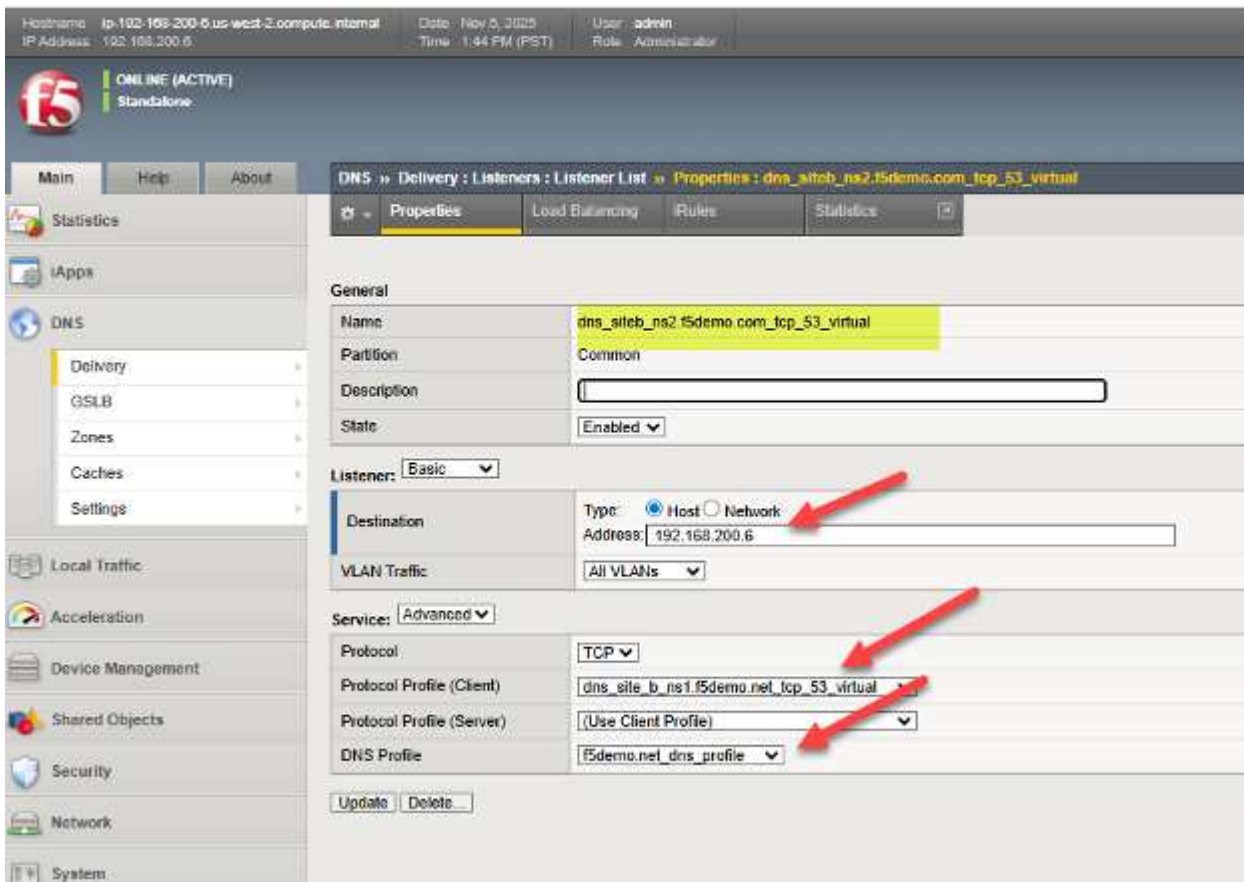 Hostname ip-192-168-200-6.us-west-2.compute.internal Date Nov 5, 2025 User admin
IP Address 192.168.200.6 Time 1:44 PM (PST) Role Administrator
f5
ONLINE (ACTIVE)
Standalone
Main Help About
DNS » Delivery : Listeners : Listener List » Properties : dns_siteb_ns2.f5demo.com_tcp_53_virtual
Properties Load Balancing iRules Statistics
Statistics
iApps
DNS
Delivery
GSLB
Zones
Caches
Settings
Local Traffic
Acceleration
Device Management
Shared Objects
Security
Network
System
General
Name dns_siteb_ns2.f5demo.com_tcp_53_virtual
Partition Common
Description
State Enabled
Listener: Basic
Destination Type: Host Network
Address: 192.168.200.6
VLAN Traffic All VLANs
Service: Advanced
Protocol TCP
Protocol Profile (Client) dns_site_b_ns1.f5demo.net_tcp_53_virtual
Protocol Profile (Server) (Use Client Profile)
DNS Profile f5demo.net_dns_profile
Update Delete...